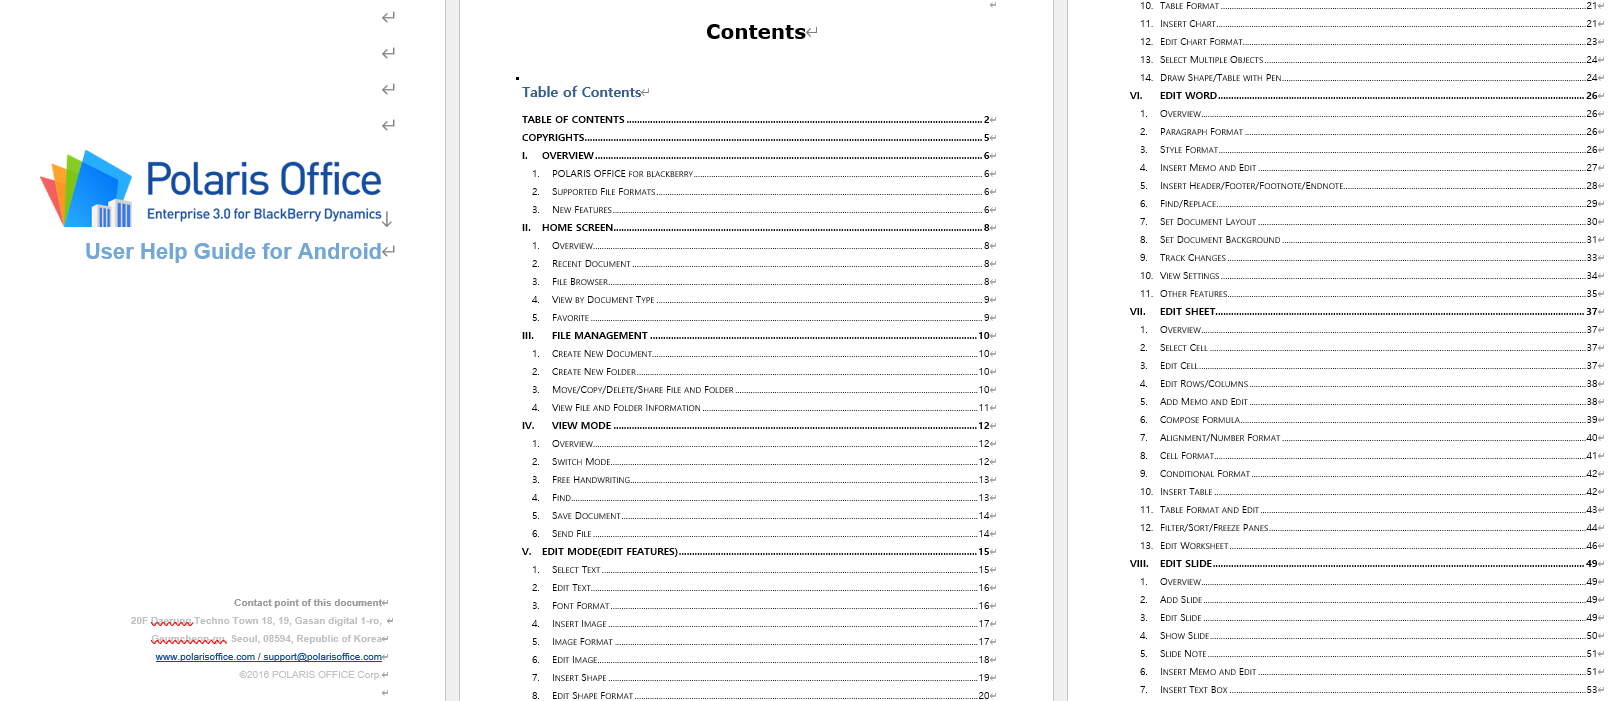 Polaris Office
Enterprise 3.0 for BlackBerry Dynamics
User Help Guide for Android
Contact point of this document
20F Daerung Techno Town 18, 19, Gasan digital 1-ro,
Geumcheon-gu, Seoul, 08594, Republic of Korea
www.polarisoffice.com / support@polarisoffice.com
©2016 POLARIS OFFICE Corp.
Contents
Table of Contents
TABLE OF CONTENTS 2
COPYRIGHTS 5
I. OVERVIEW 6
1. POLARIS OFFICE FOR BLACKBERRY 6
2. SUPPORTED FILE FORMATS 6
3. NEW FEATURES 6
II. HOME SCREEN 8
1. OVERVIEW 8
2. RECENT DOCUMENT 8
3. FILE BROWSER 8
4. VIEW BY DOCUMENT TYPE 9
5. FAVORITE 9
III. FILE MANAGEMENT 10
1. CREATE NEW DOCUMENT 10
2. CREATE NEW FOLDER 10
3. MOVE/COPY/DELETE/SHARE FILE AND FOLDER 10
4. VIEW FILE AND FOLDER INFORMATION 11
IV. VIEW MODE 12
1. OVERVIEW 12
2. SWITCH MODE 12
3. FREE HANDWRITING 13
4. FIND 13
5. SAVE DOCUMENT 14
6. SEND FILE 14
V. EDIT MODE(EDIT FEATURES) 15
1. SELECT TEXT 15
2. EDIT TEXT 16
3. FONT FORMAT 16
4. INSERT IMAGE 17
5. IMAGE FORMAT 17
6. EDIT IMAGE 18
7. INSERT SHAPE 19
8. EDIT SHAPE FORMAT 20
10. TABLE FORMAT 21
11. INSERT CHART 21
12. EDIT CHART FORMAT 23
13. SELECT MULTIPLE OBJECTS 24
14. DRAW SHAPE/TABLE WITH PEN 24
VI. EDIT WORD 26
1. OVERVIEW 26
2. PARAGRAPH FORMAT 26
3. STYLE FORMAT 26
4. INSERT MEMO AND EDIT 27
5. INSERT HEADER/FOOTER/FOOTNOTE/ENDNOTE 28
6. FIND/REPLACE 29
7. SET DOCUMENT LAYOUT 30
8. SET DOCUMENT BACKGROUND 31
9. TRACK CHANGES 33
10. VIEW SETTINGS 34
11. OTHER FEATURES 35
VII. EDIT SHEET 37
1. OVERVIEW 37
2. SELECT CELL 37
3. EDIT CELL 37
4. EDIT ROWS/COLUMNS 38
5. ADD MEMO AND EDIT 38
6. COMPOSE FORMULA 39
7. ALIGNMENT/NUMBER FORMAT 40
8. CELL FORMAT 41
9. CONDITIONAL FORMAT 42
10. INSERT TABLE 42
11. TABLE FORMAT AND EDIT 43
12. FILTER/SORT/FREEZE PANES 44
13. EDIT WORKSHEET 46
VIII. EDIT SLIDE 49
1. OVERVIEW 49
2. ADD SLIDE 49
3. EDIT SLIDE 49
4. SHOW SLIDE 50
5. SLIDE NOTE 51
6. INSERT MEMO AND EDIT 51
7. INSERT TEXT BOX 53